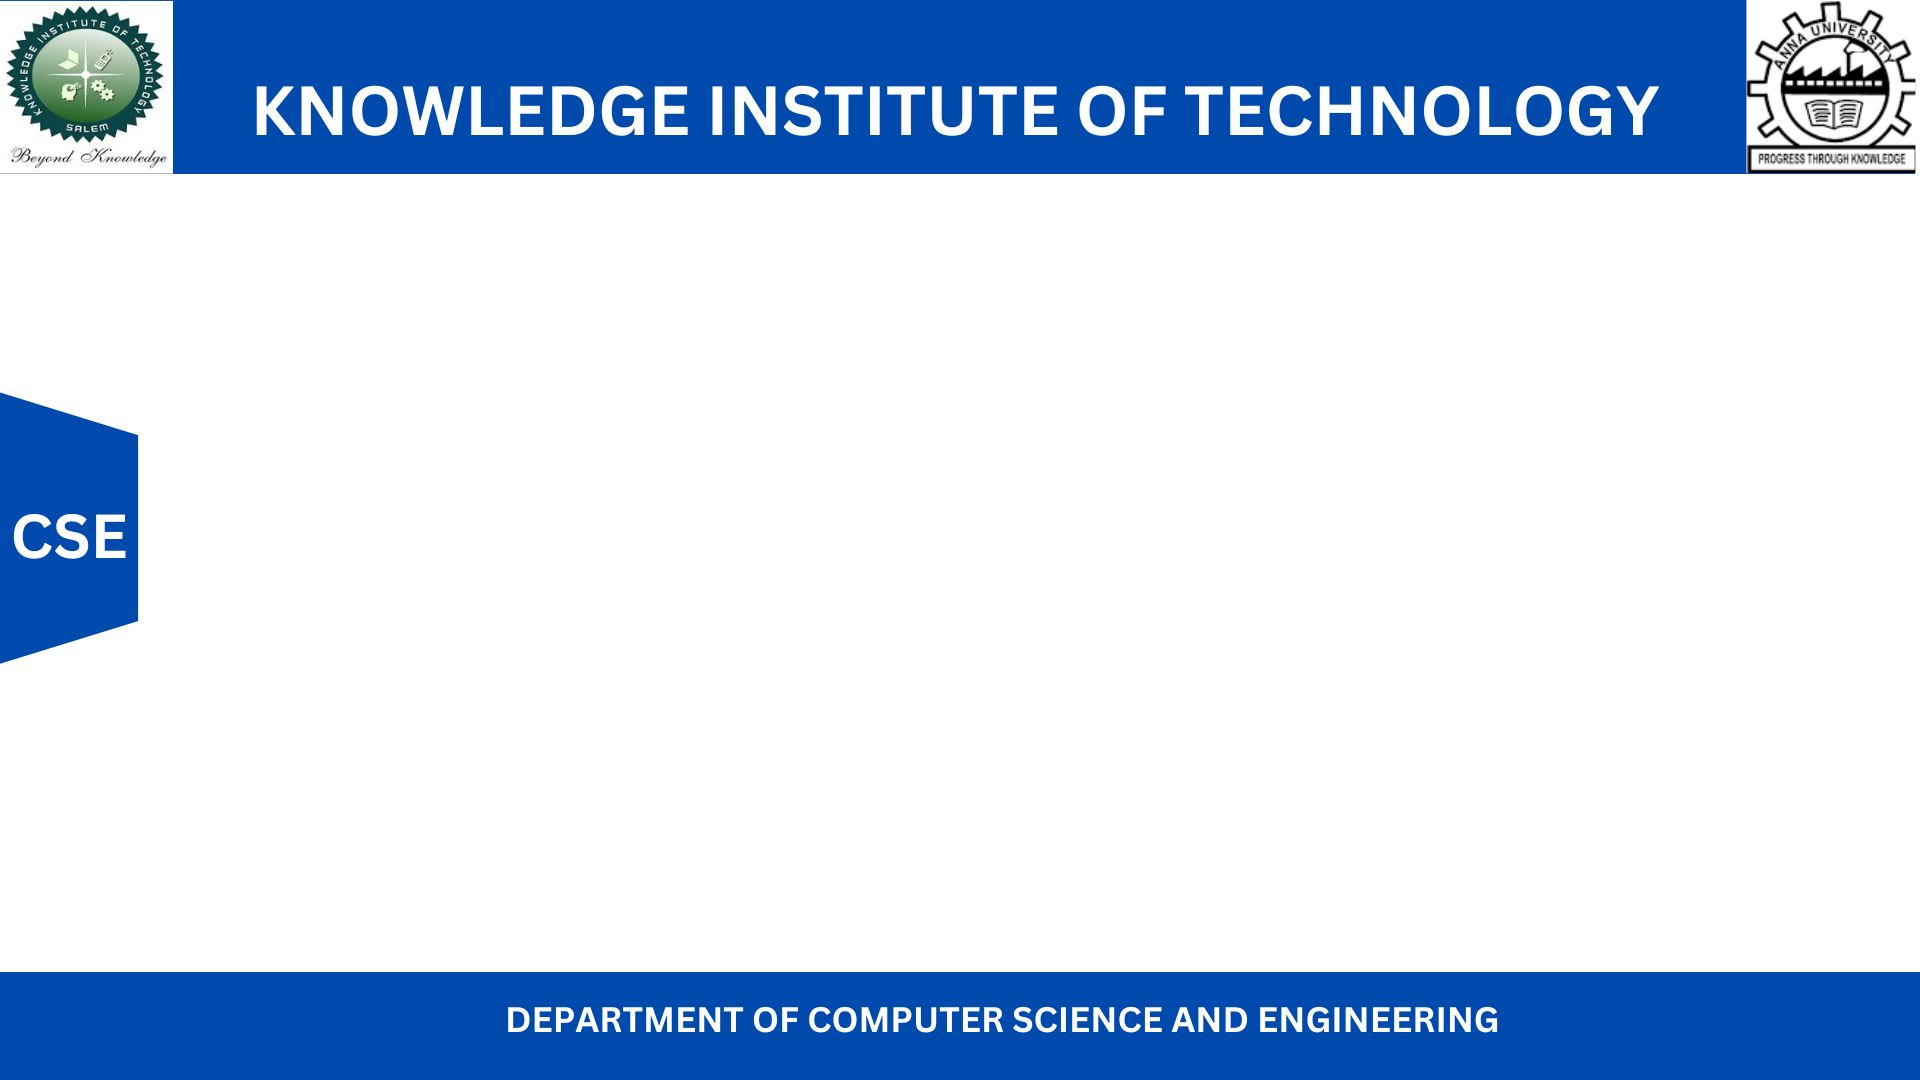 KNOWLEDGE INSTITUTE OF TECHNOLOGY
SALEM
Beyond Knowledge
KNOWLEDGE INSTITUTE OF TECHNOLOGY
ANNA UNIVERSITY
PROGRESS THROUGH KNOWLEDGE
CSE
DEPARTMENT OF COMPUTER SCIENCE AND ENGINEERING